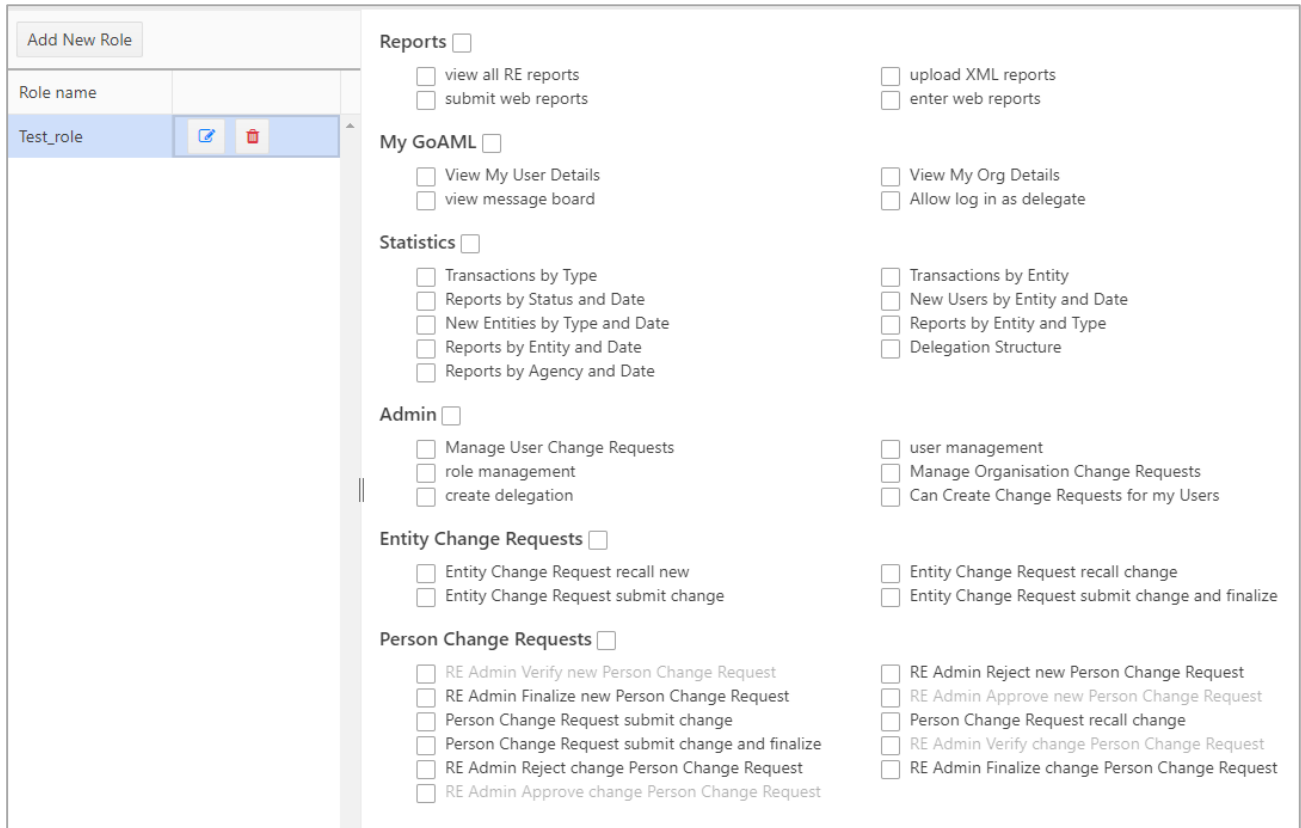 Add New Role
Role name
Test_role
Reports
view all RE reports
upload XML reports
submit web reports
enter web reports
My GoAML
View My User Details
View My Org Details
view message board
Allow log in as delegate
Statistics
Transactions by Type
Transactions by Entity
Reports by Status and Date
New Users by Entity and Date
New Entities by Type and Date
Reports by Entity and Type
Reports by Entity and Date
Delegation Structure
Reports by Agency and Date
Admin
Manage User Change Requests
user management
role management
Manage Organisation Change Requests
create delegation
Can Create Change Requests for my Users
Entity Change Requests
Entity Change Request recall new
Entity Change Request recall change
Entity Change Request submit change
Entity Change Request submit change and finalize
Person Change Requests
RE Admin Verify new Person Change Request
RE Admin Reject new Person Change Request
RE Admin Finalize new Person Change Request
RE Admin Approve new Person Change Request
Person Change Request submit change
Person Change Request recall change
Person Change Request submit change and finalize
RE Admin Verify change Person Change Request
RE Admin Reject change Person Change Request
RE Admin Finalize change Person Change Request
RE Admin Approve change Person Change Request